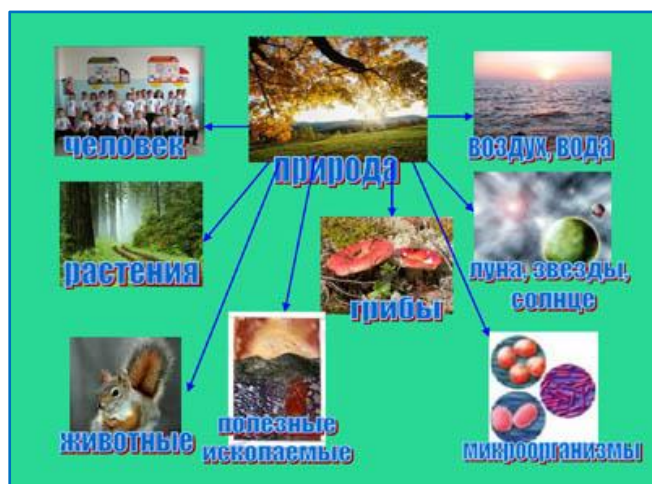 человек
природа
воздух, вода
растения
грибы
луна, звезды,
солнце
животные
полезные
ископаемые
микроорганизмы